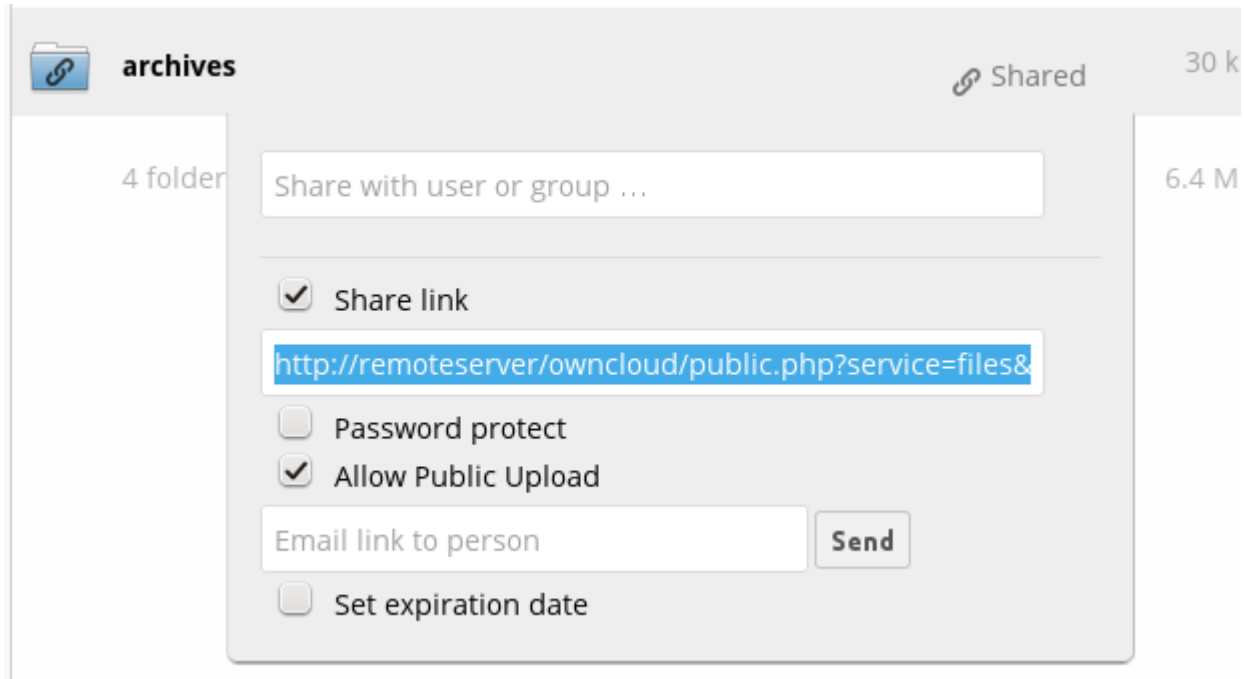 archives Shared 30 k
4 folder 6.4 M
Share with user or group ...
Share link
http://remoteserver/owncloud/public.php?service=files&
Password protect
Allow Public Upload
Email link to person Send
Set expiration date